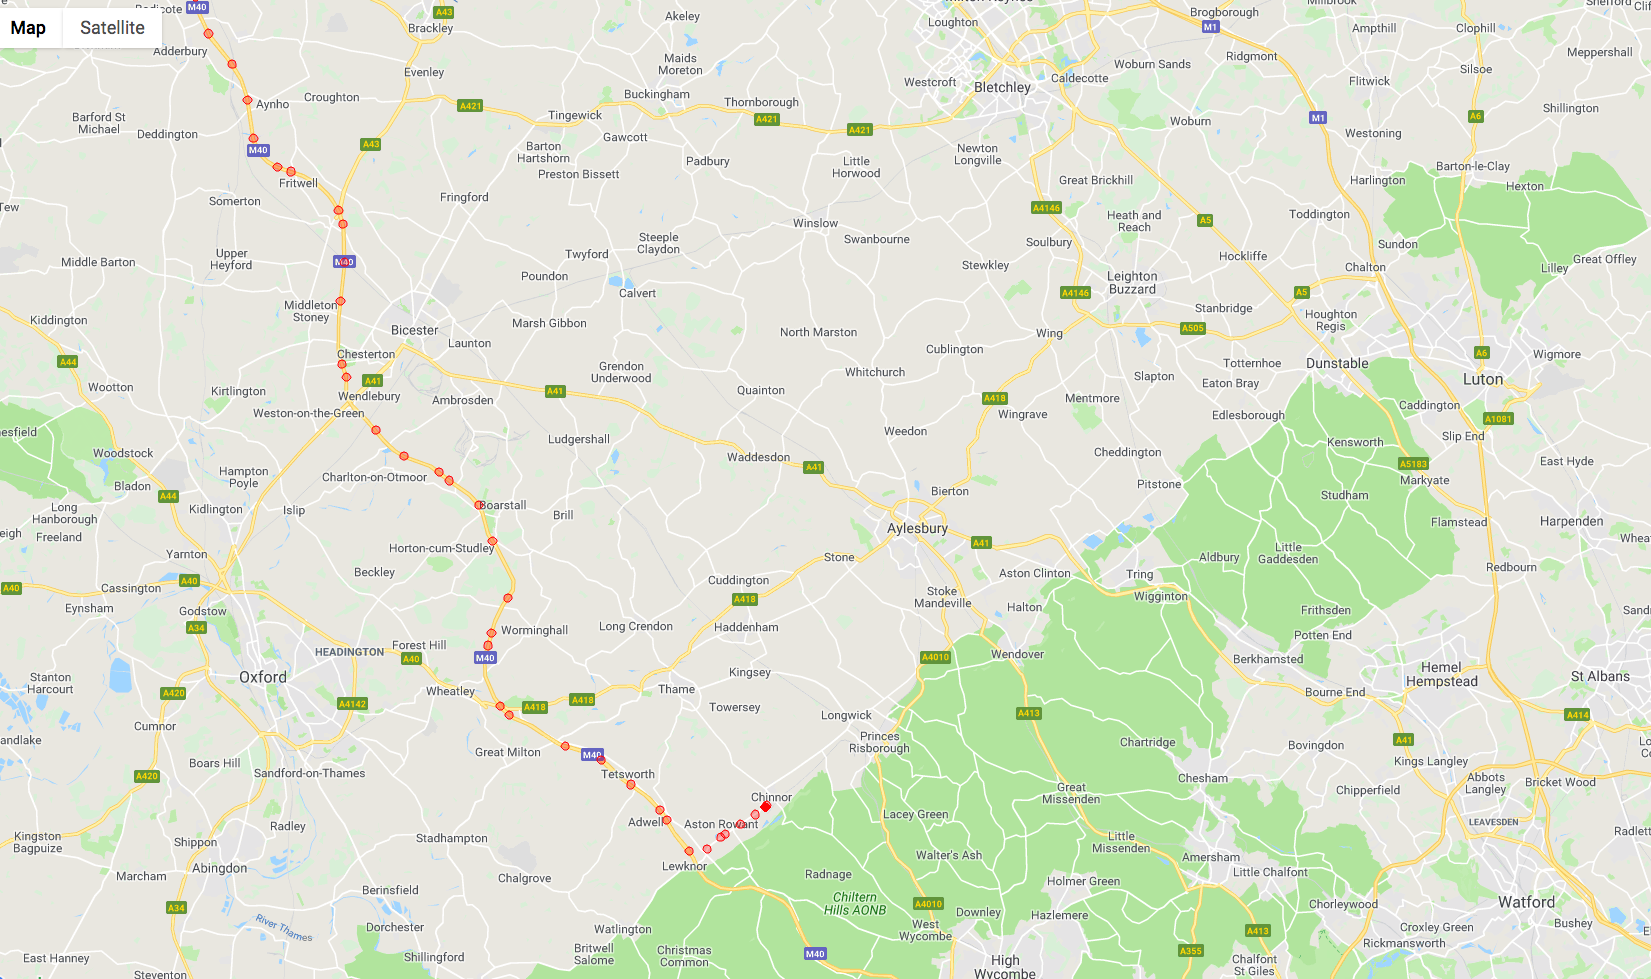 Map
Satellite
M40
Adderbury
A43
Brackley
Akeley
Loughton
Brogborough
M1
Ampthill
Clophill
Meppershall
Evenley
Maids
Moreton
Buckingham
Westcroft
Bletchley
Caldecotte
Woburn Sands
Ridgmont
Flitwick
Silsoe
Shillington
Aynho
Croughton
A421
Tingewick
Thornborough
A421
A421
Woburn
M1
Westoning
A6
Barford St
Michael
Deddington
M40
A43
Gawcott
Barton
Hartshorn
Preston Bissett
Padbury
Little
Horwood
Newton
Longville
Great Brickhill
Harlington
Barton-le-Clay
Hexton
Fritwell
Somerton
Fringford
Winslow
A4146
Heath and
Reach
A5
Toddington
Sundon
Tew
Upper
Heyford
Middle Barton
M40
Steeple
Claydon
Twyford
Swanbourne
Soulbury
Hockliffe
Chalton
Lilley
Great Offley
Poundon
Calvert
Stewkley
Leighton
Buzzard
A4146
A5
Stanbridge
Houghton
Regis
Kiddington
Middleton
Stoney
Bicester
Marsh Gibbon
North Marston
Wing
A505
A44
Chesterton
Launton
Cublington
Totternhoe
Dunstable
A6
Wigmore
Luton
Wootton
Kirtlington
A41
Wendlebury
Ambrosden
Grendon
Underwood
A41
Quainton
Whitchurch
Slapton
Eaton Bray
Mentmore
A418
Wingrave
Edlesborough
Caddington
A1081
Weston-on-the-Green
Woodstock
Ludgershall
Weedon
Kensworth
Slip End
Waddesdon
A41
Cheddington
A5183
Markyate
East Hyde
Bladon
Hampton
Poyle
Charlton-on-Otmoor
Bierton
Pitstone
Studham
A44
Kidlington
Islip
Boarstall
Brill
Aylesbury
Flamstead
Harpenden
Long
Hanborough
Freeland
Yarnton
Horton-cum-Studley
Stone
A41
Aldbury
Little
Gaddesden
Redbourn
A40
Cassington
A40
Beckley
Cuddington
A418
Aston Clinton
Tring
Wigginton
Eynsham
Godstow
A34
Stoke
Mandeville
Halton
Frithsden
Worminghall
Long Crendon
Haddenham
Potten End
HEADINGTON
Forest Hill
A40
M40
A4010
Wendover
Berkhamsted
Hemel
Hempstead
St Albans
Oxford
Stanton
Harcourt
A420
Wheatley
Kingsey
Thame
Bourne End
A4142
A418
A418
Towersey
Longwick
A413
A414
Cumnor
Great Milton
Princes
Risborough
Chartridge
Bovingdon
A41
Kings Langley
Boars Hill
A420
Sandford-on-Thames
M40
Tetsworth
Chesham
Abbots
Langley
Bricket Wood
Chinnor
Great
Missenden
Chipperfield
Lacey Green
LEAVESDEN
Kingston
Bagpuize
Radley
Shippon
Stadhampton
Adwell
Aston Rowant
Little
Missenden
Marcham
Abingdon
Chalgrove
Lewknor
Radnage
Walter's Ash
Amersham
Little Chalfont
Holmer Green
Berinsfield
Chiltern
Hills AONB
A4010
Downley
Hazlemere
Chorleywood
Watford
A34
River Thames
Dorchester
Watlington
West
Wycombe
A413
Croxley Green
Bushey
Rickmansworth
East Hanney
Shillingford
Britwell
Salome
Christmas
Common
M40
High
Wycombe
A355
Chalfont
St Giles
Steventon